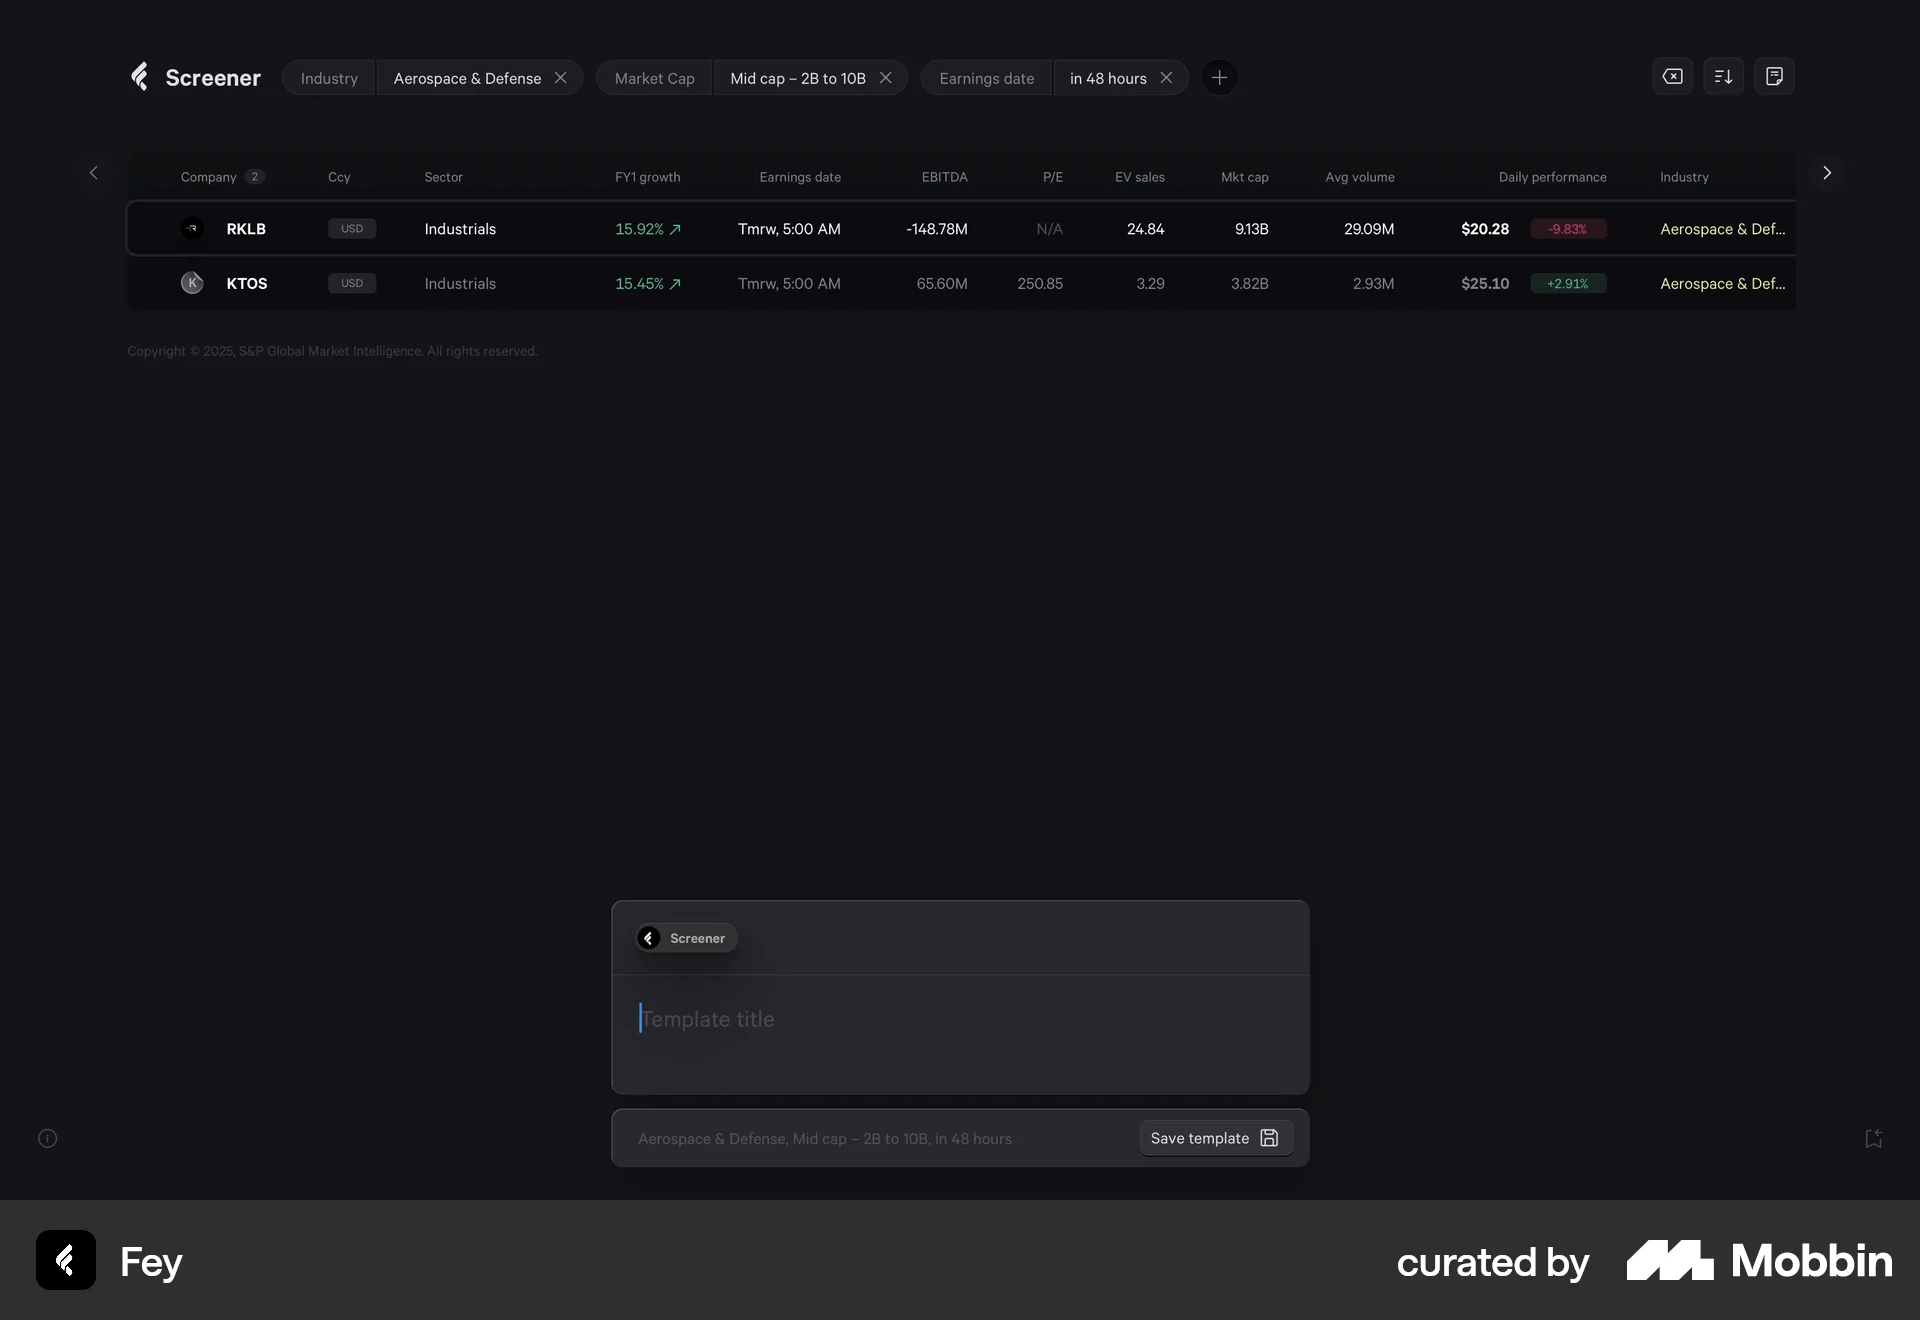 Screener Industry Aerospace & Defense Market Cap Mid cap – 2B to 10B Earnings date in 48 hours
Company 2 Ccy Sector FY1 growth Earnings date EBITDA P/E EV sales Mkt cap Avg volume Daily performance Industry
RKLB USD Industrials 15.92% Tmrw, 5:00 AM -148.78M N/A 24.84 9.13B 29.09M $20.28 -9.83% Aerospace & Def...
K KTOS USD Industrials 15.45% Tmrw, 5:00 AM 65.60M 250.85 3.29 3.82B 2.93M $25.10 +2.91% Aerospace & Def...
Copyright © 2025, S&P Global Market Intelligence. All rights reserved.
Screener
Template title
Aerospace & Defense, Mid cap – 2B to 10B, in 48 hours Save template
Fey curated by Mobbin